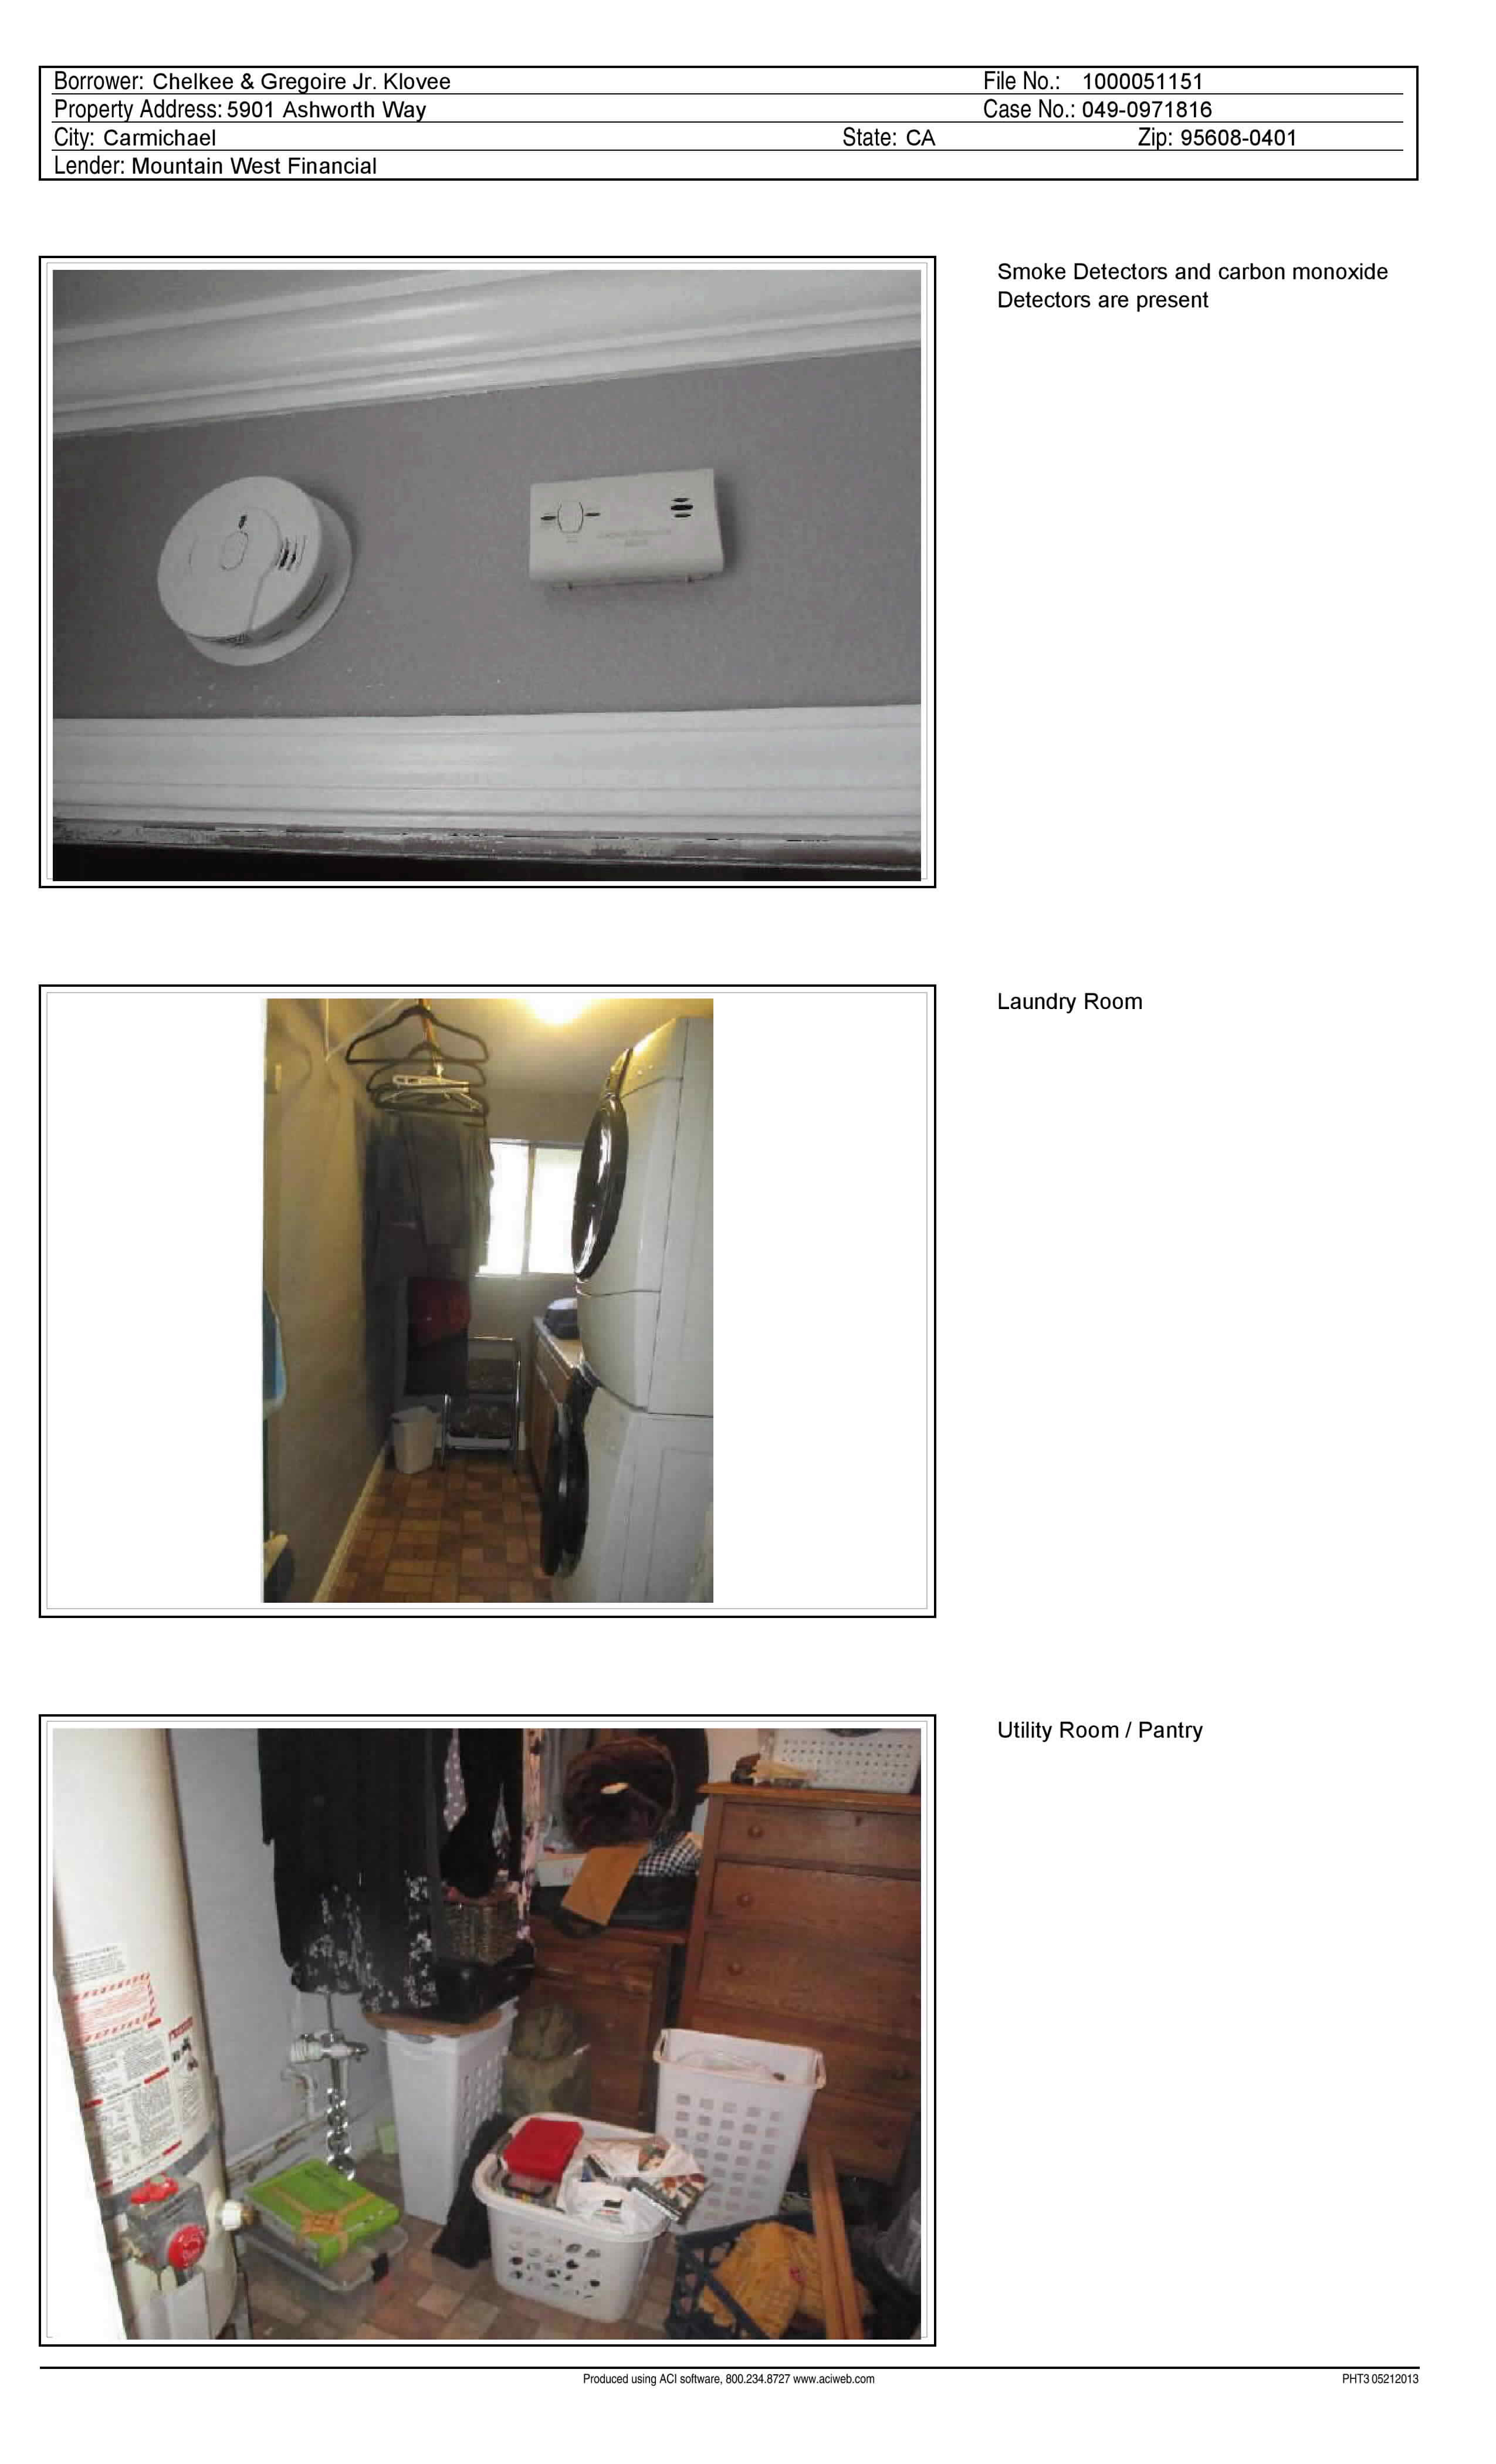 Borrower: Chelkee & Gregoire Jr. Klovee File No.: 1000051151
Property Address: 5901 Ashworth Way Case No.: 049-0971816
City: Carmichael State: CA Zip: 95608-0401
Lender: Mountain West Financial
Smoke Detectors and carbon monoxide
Detectors are present
Laundry Room
Utility Room / Pantry
Produced using ACI software, 800.234.8727 www.aciweb.com PHT3 05212013